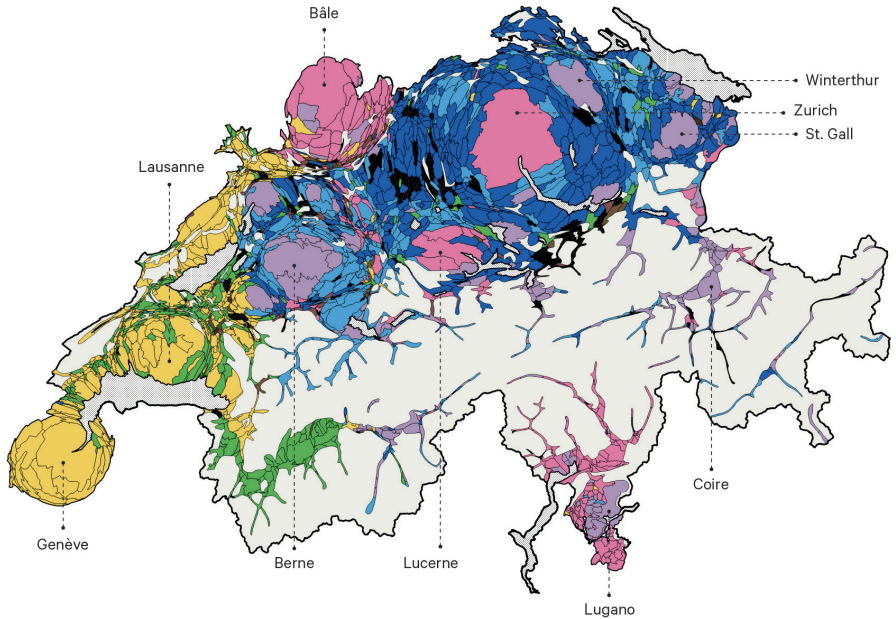 Bâle
Winterthur
Zurich
St. Gall
Lausanne
Coire
Genève
Berne
Lucerne
Lugano